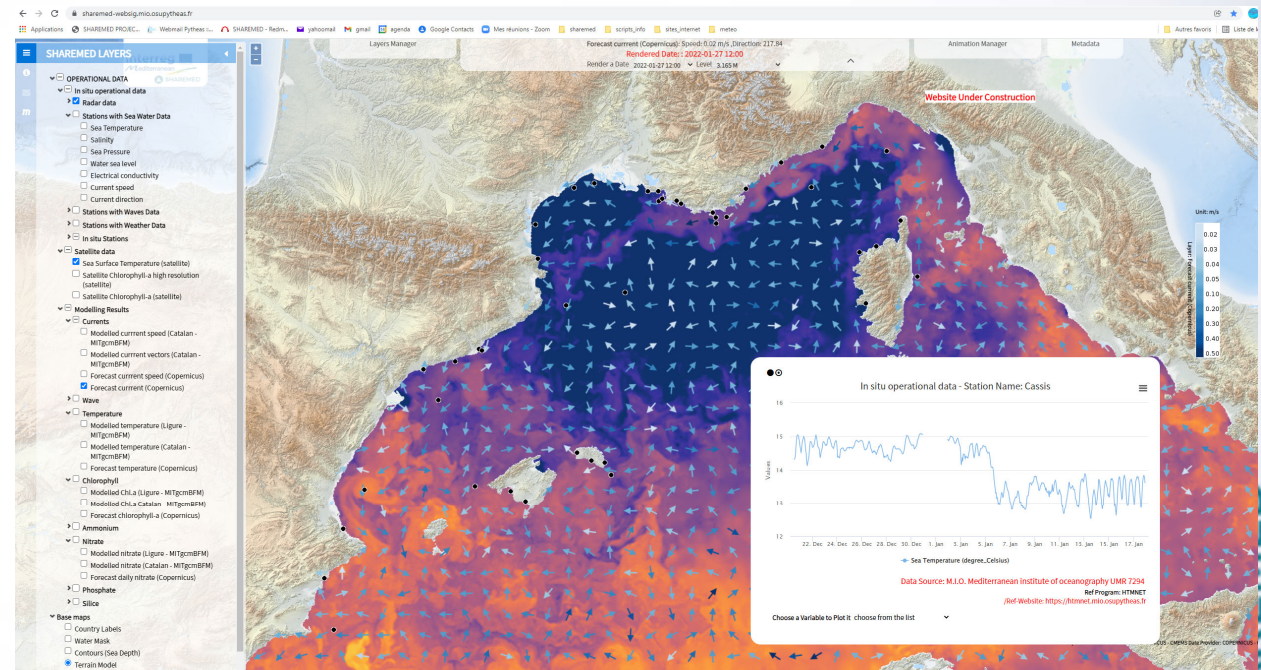 sharemed-websig.mio.osupytheas.fr
Applications SHAREMED PROJEC... Webmail Pytheas :... SHAREMED - Redm... yahoomail gmail agenda Google Contacts Mes réunions - Zoom sharemed scripts_info sites_internet meteo Autres favoris Liste de
SHAREMED LAYERS
Layers Manager
Forecast currrent (Copernicus): Speed: 0.02 m/s ,Direction: 217.84
Rendered Date: : 2022-01-27 12:00
Render a Date 2022-01-27 12:00 Level 3.165 M
Animation Manager
Metadata
Website Under Construction
OPERATIONAL DATA
In situ operational data
Radar data
Stations with Sea Water Data
Sea Temperature
Salinity
Sea Pressure
Water sea level
Electrical conductivity
Current speed
Current direction
Stations with Waves Data
Stations with Weather Data
In situ Stations
Satellite data
Sea Surface Temperature (satellite)
Satellite Chlorophyll-a high resolution
(satellite)
Satellite Chlorophyll-a (satellite)
Modelling Results
Currents
Modelled currrent speed (Catalan -
MITgcmBFM)
Modelled currrent vectors (Catalan -
MITgcmBFM)
Forecast currrent speed (Copernicus)
Forecast currrent (Copernicus)
Wave
Temperature
Modelled temperature (Ligure -
MITgcmBFM)
Modelled temperature (Catalan -
MITgcmBFM)
Forecast temperature (Copernicus)
Chlorophyll
Modelled Chl.a (Ligure - MITgcmBFM)
Modelled Chl.a Catalan - MITgcmBFM)
Forecast chlorophyll-a (Copernicus)
Ammonium
Nitrate
Modelled nitrate (Ligure - MITgcmBFM)
Modelled nitrate (Catalan - MITgcmBFM)
Forecast daily nitrate (Copernicus)
Phosphate
Silice
Base maps
Country Labels
Water Mask
Contours (Sea Depth)
Terrain Model
Unit: m/s
0.02
0.03
0.04
0.05
0.10
0.20
0.30
0.40
0.50
Layer: Forecast currrent (Copernicus)
In situ operational data - Station Name: Cassis
16
15
14
13
12
Values
22. Dec 24. Dec 26. Dec 28. Dec 30. Dec 1. Jan 3. Jan 5. Jan 7. Jan 9. Jan 11. Jan 13. Jan 15. Jan 17. Jan
Sea Temperature (degree_Celsius)
Data Source: M.I.O. Mediterranean institute of oceanography UMR 7294
Ref Program: HTMNET
/Ref-Website: https://htmnet.mio.osupytheas.fr
Choose a Variable to Plot it choose from the list
CMEMS Data Provider: COPERNICUS